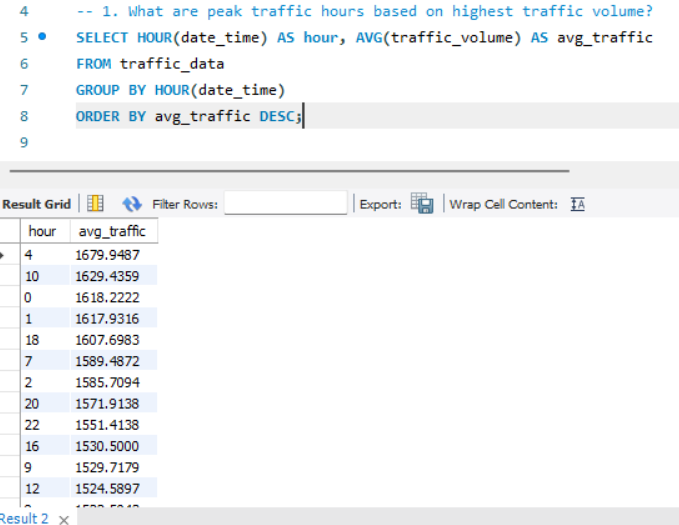 4 -- 1. What are peak traffic hours based on highest traffic volume?
5 SELECT HOUR(date_time) AS hour, AVG(traffic_volume) AS avg_traffic
6 FROM traffic_data
7 GROUP BY HOUR(date_time)
8 ORDER BY avg_traffic DESC;
9
Result Grid Filter Rows: Export: Wrap Cell Content: IA
hour avg_traffic
4 1679.9487
10 1629.4359
0 1618.2222
1 1617.9316
18 1607.6983
7 1589.4872
2 1585.7094
20 1571.9138
22 1551.4138
16 1530.5000
9 1529.7179
12 1524.5897
Result 2 ×